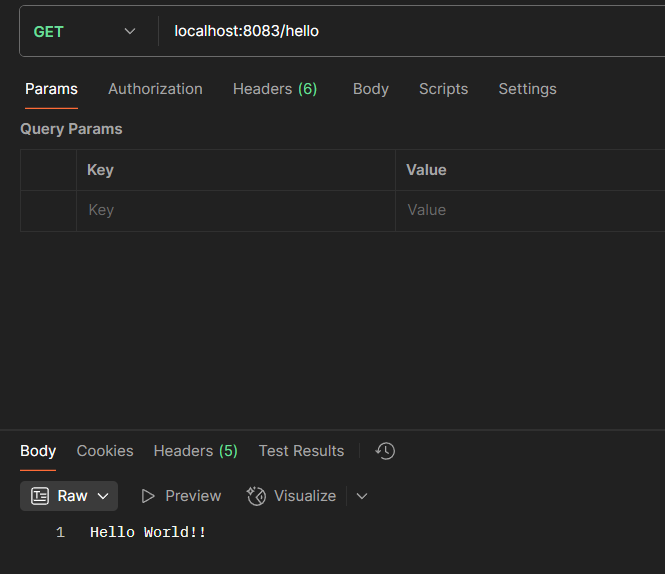 GET localhost:8083/hello
Params Authorization Headers (6) Body Scripts Settings
Query Params
Key Value
Key Value
Body Cookies Headers (5) Test Results
Raw Preview Visualize
1 Hello World!!